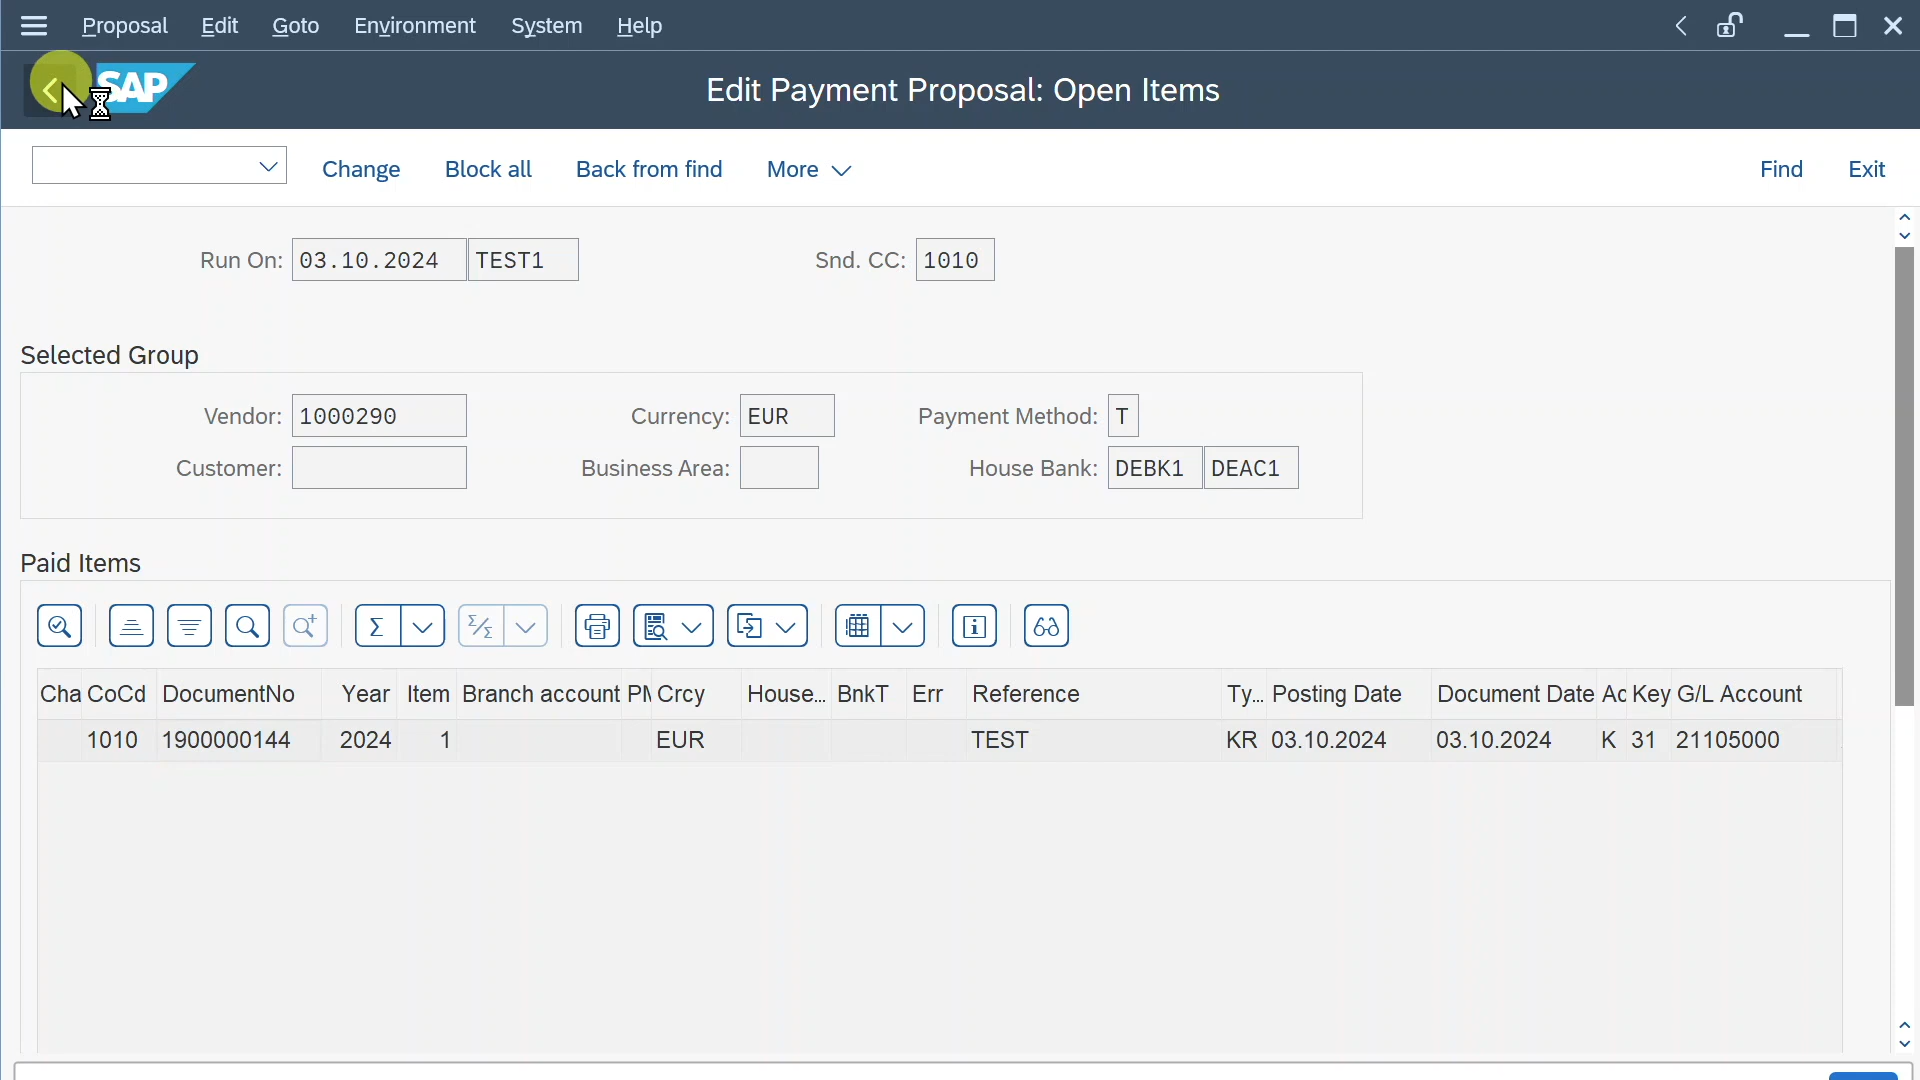 Proposal Edit Goto Environment System Help
SAP Edit Payment Proposal: Open Items
Change Block all Back from find More Find Exit
Run On: 03.10.2024 TEST1 Snd. CC: 1010
Selected Group
Vendor: 1000290 Currency: EUR Payment Method: T
Customer: Business Area: House Bank: DEBK1 DEAC1
Paid Items
Cha CoCd DocumentNo Year Item Branch account PM Crcy House... BnkT Err Reference Ty... Posting Date Document Date Ac Key G/L Account
1010 1900000144 2024 1 EUR TEST KR 03.10.2024 03.10.2024 K 31 21105000